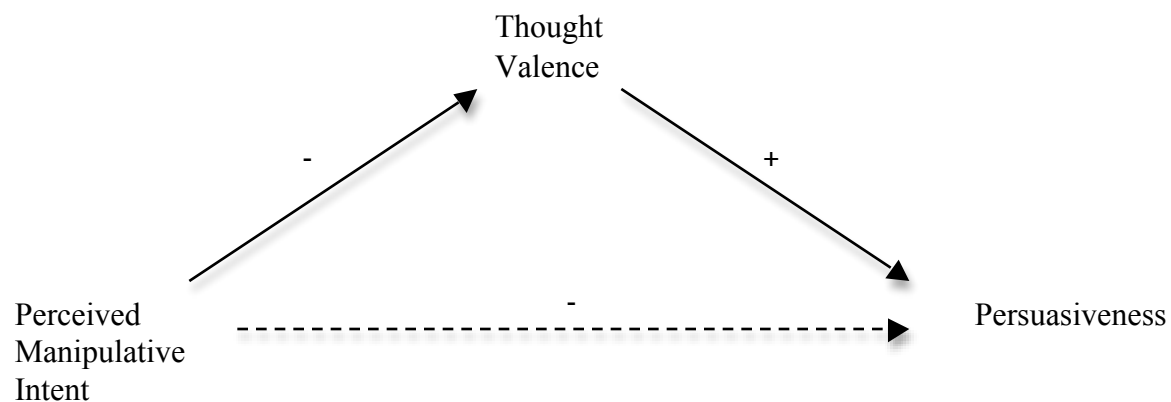 Thought
Valence
-
+
-
Perceived
Manipulative
Intent
Persuasiveness